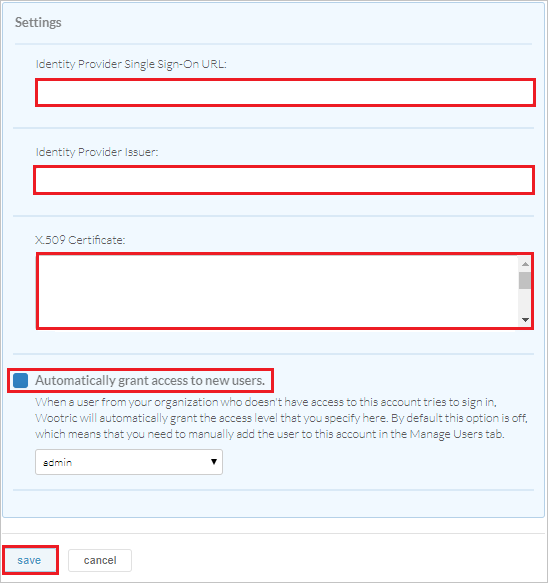 Settings
Identity Provider Single Sign-On URL:
Identity Provider Issuer:
X.509 Certificate:
Automatically grant access to new users.
When a user from your organization who doesn't have access to this account tries to sign in,
Wootric will automatically grant the access level that you specify here. By default this option is off,
which means that you need to manually add the user to this account in the Manage Users tab.
admin
save cancel